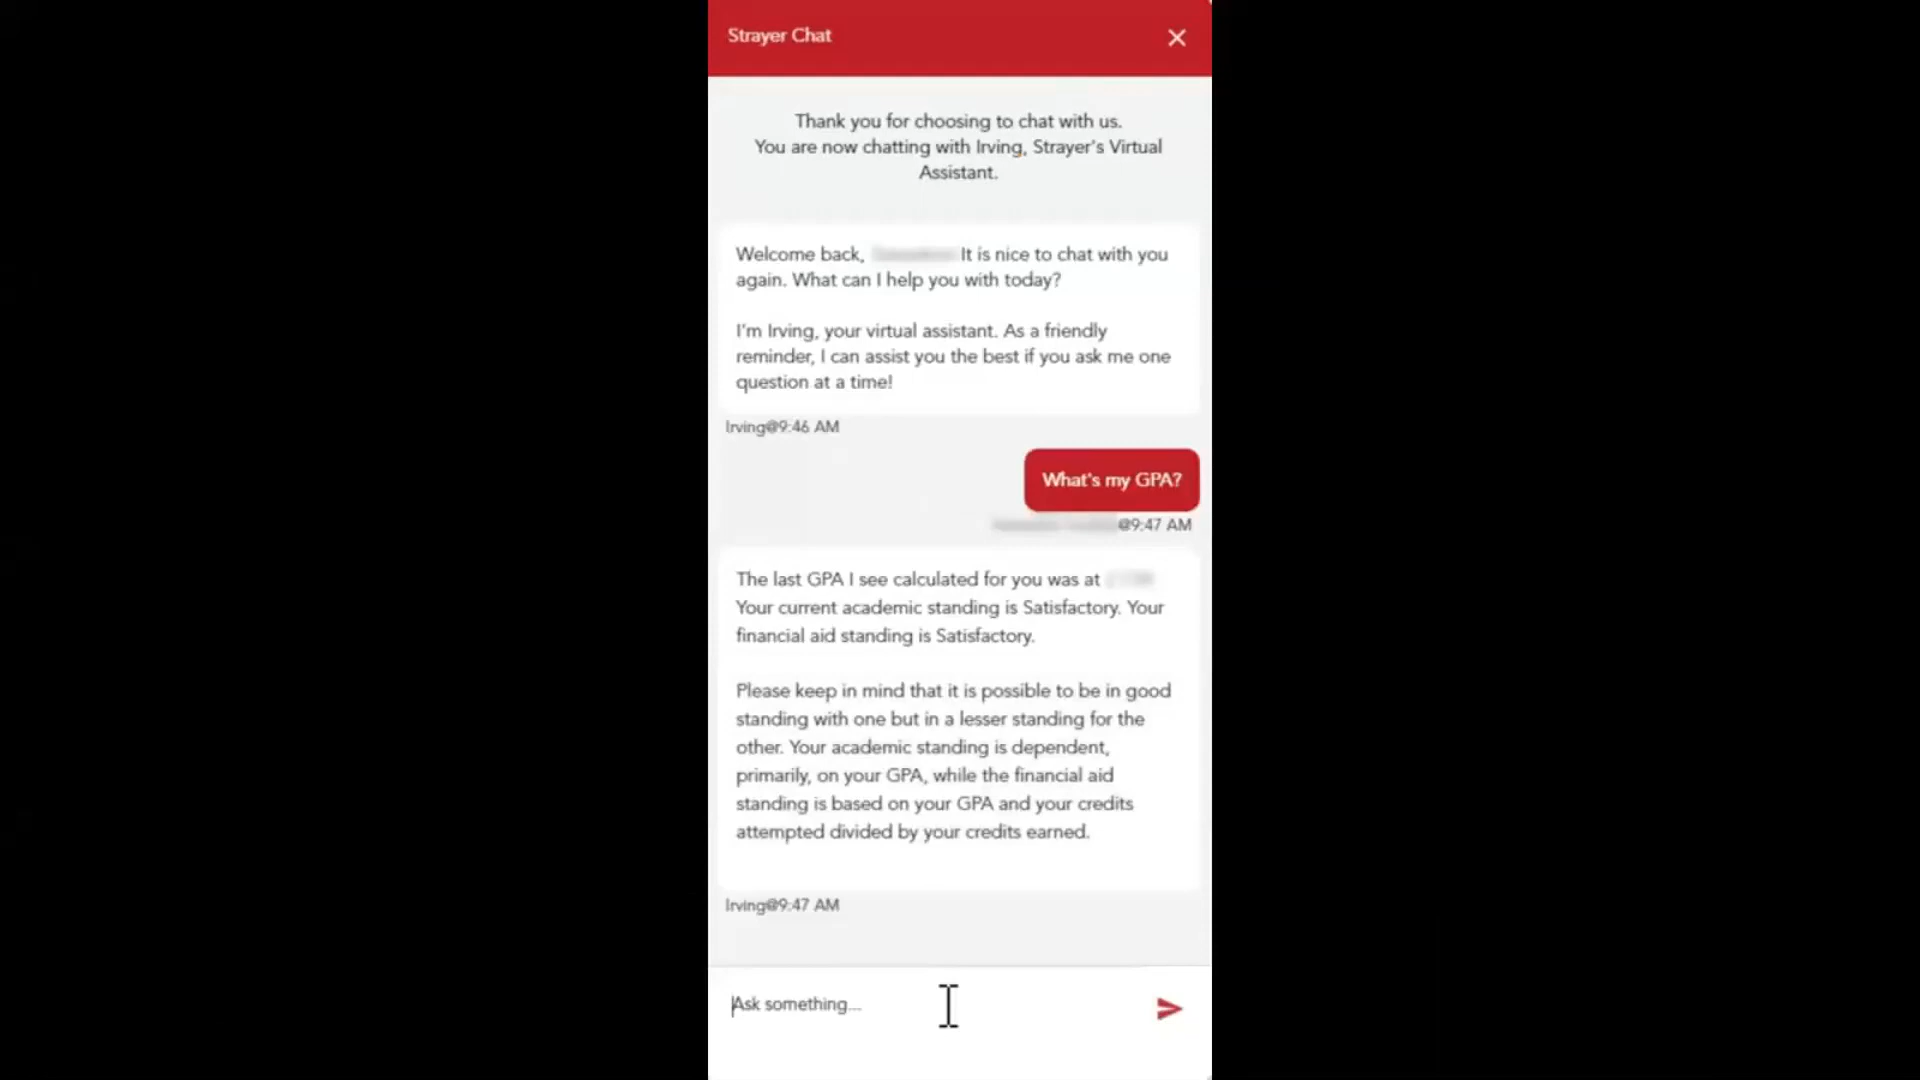 Strayer Chat
Thank you for choosing to chat with us.
You are now chatting with Irving, Strayer's Virtual
Assistant.
Welcome back, It is nice to chat with you
again. What can I help you with today?
I'm Irving, your virtual assistant. As a friendly
reminder, I can assist you the best if you ask me one
question at a time!
Irving@9:46 AM
What's my GPA?
@9:47 AM
The last GPA I see calculated for you was at
Your current academic standing is Satisfactory. Your
financial aid standing is Satisfactory.
Please keep in mind that it is possible to be in good
standing with one but in a lesser standing for the
other. Your academic standing is dependent,
primarily, on your GPA, while the financial aid
standing is based on your GPA and your credits
attempted divided by your credits earned.
Irving@9:47 AM
Ask something...